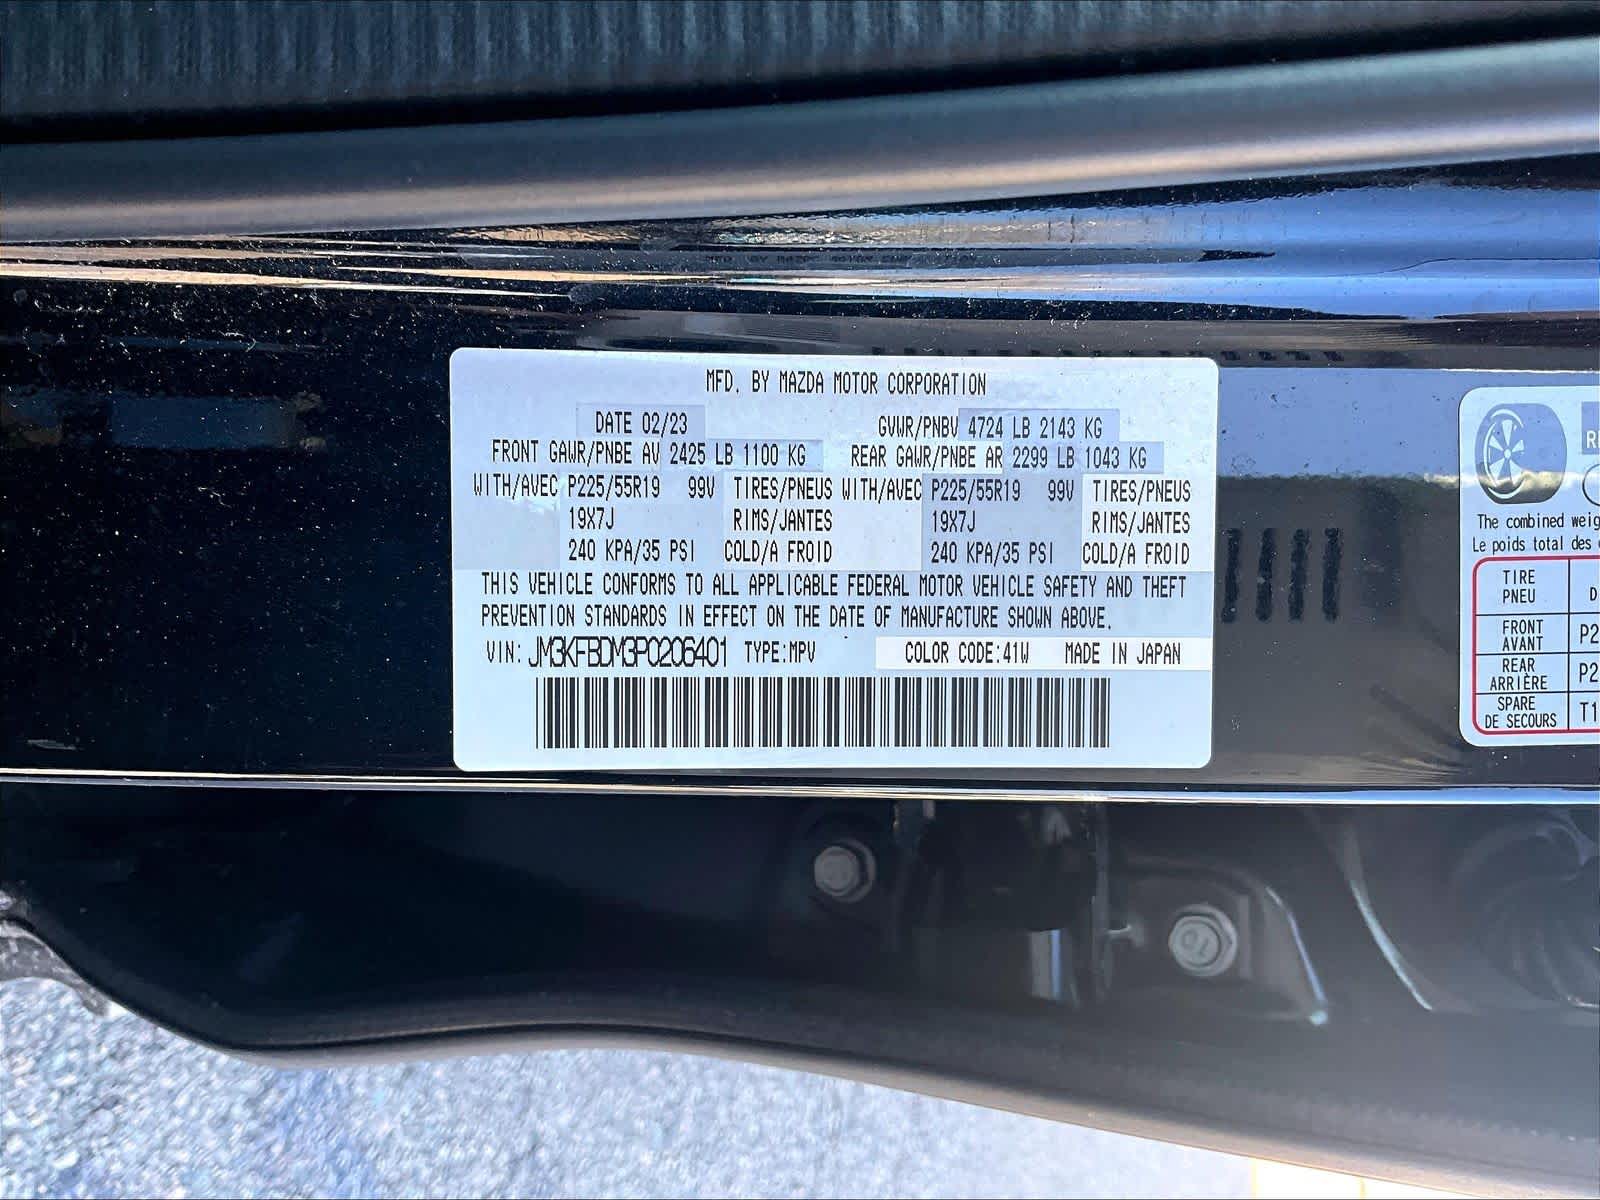 MFD. BY MAZDA MOTOR CORPORATION
DATE 02/23 GVWR/PNBV 4724 LB 2143 KG
FRONT GAWR/PNBE AV 2425 LB 1100 KG REAR GAWR/PNBE AR 2299 LB 1043 KG
WITH/AVEC P225/55R19 99V TIRES/PNEUS WITH/AVEC P225/55R19 99V TIRES/PNEUS
19X7J RIMS/JANTES 19X7J RIMS/JANTES
240 KPA/35 PSI COLD/A FROID 240 KPA/35 PSI COLD/A FROID
THIS VEHICLE CONFORMS TO ALL APPLICABLE FEDERAL MOTOR VEHICLE SAFETY AND THEFT
PREVENTION STANDARDS IN EFFECT ON THE DATE OF MANUFACTURE SHOWN ABOVE.
VIN: JM3KFBDM3P0206401 TYPE:MPV COLOR CODE:41W MADE IN JAPAN
The combined
Le poids total des
TIRE
PNEU
FRONT
AVANT
REAR
ARRIÈRE
SPARE
DE SECOURS
10